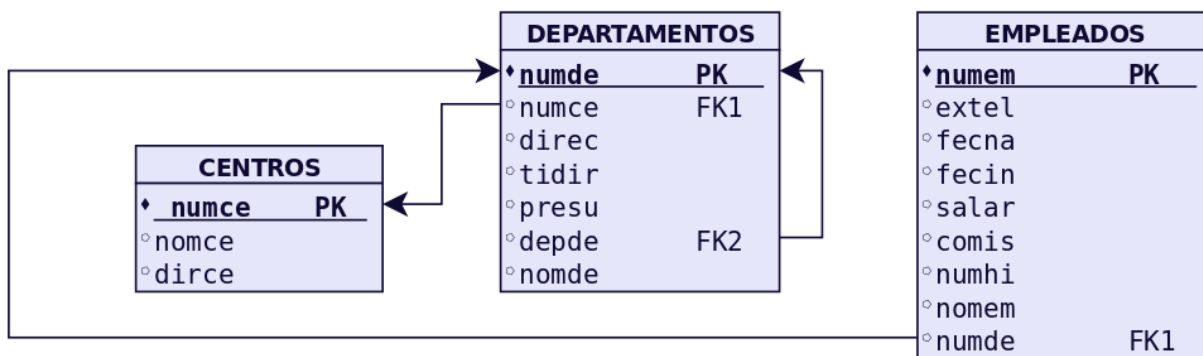 DEPARTAMENTOS
numde PK
numce FK1
direc
tidir
presu
depde FK2
nomde
EMPLEADOS
numem PK
extel
fecna
fecin
salar
comis
numhi
nomem
numde FK1
CENTROS
numce PK
nomce
dirce